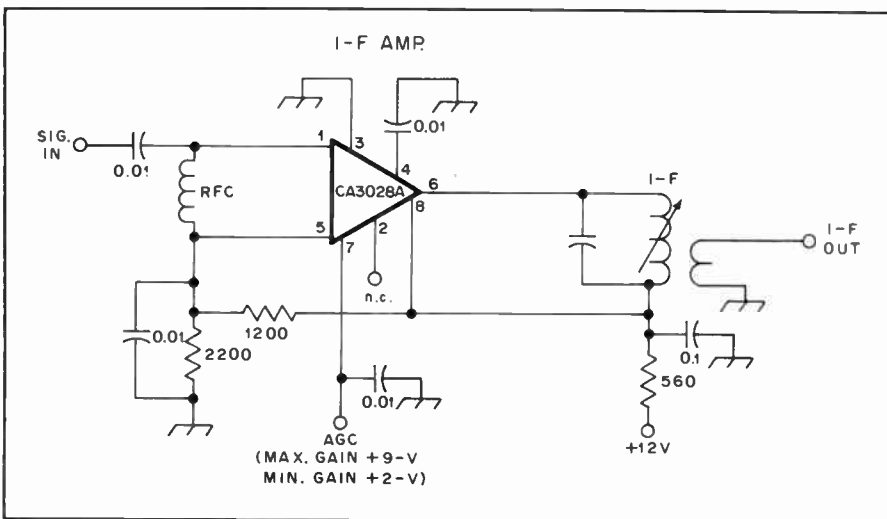 I-F AMP.
SIG. IN
0.01
RFC
1
3
4
0.01
CA3028A
6
8
5
7
2
n.c.
I-F
I-F OUT
0.01
2200
1200
0.01
0.1
560
+12V
AGC
(MAX. GAIN +9-V
MIN. GAIN +2-V)